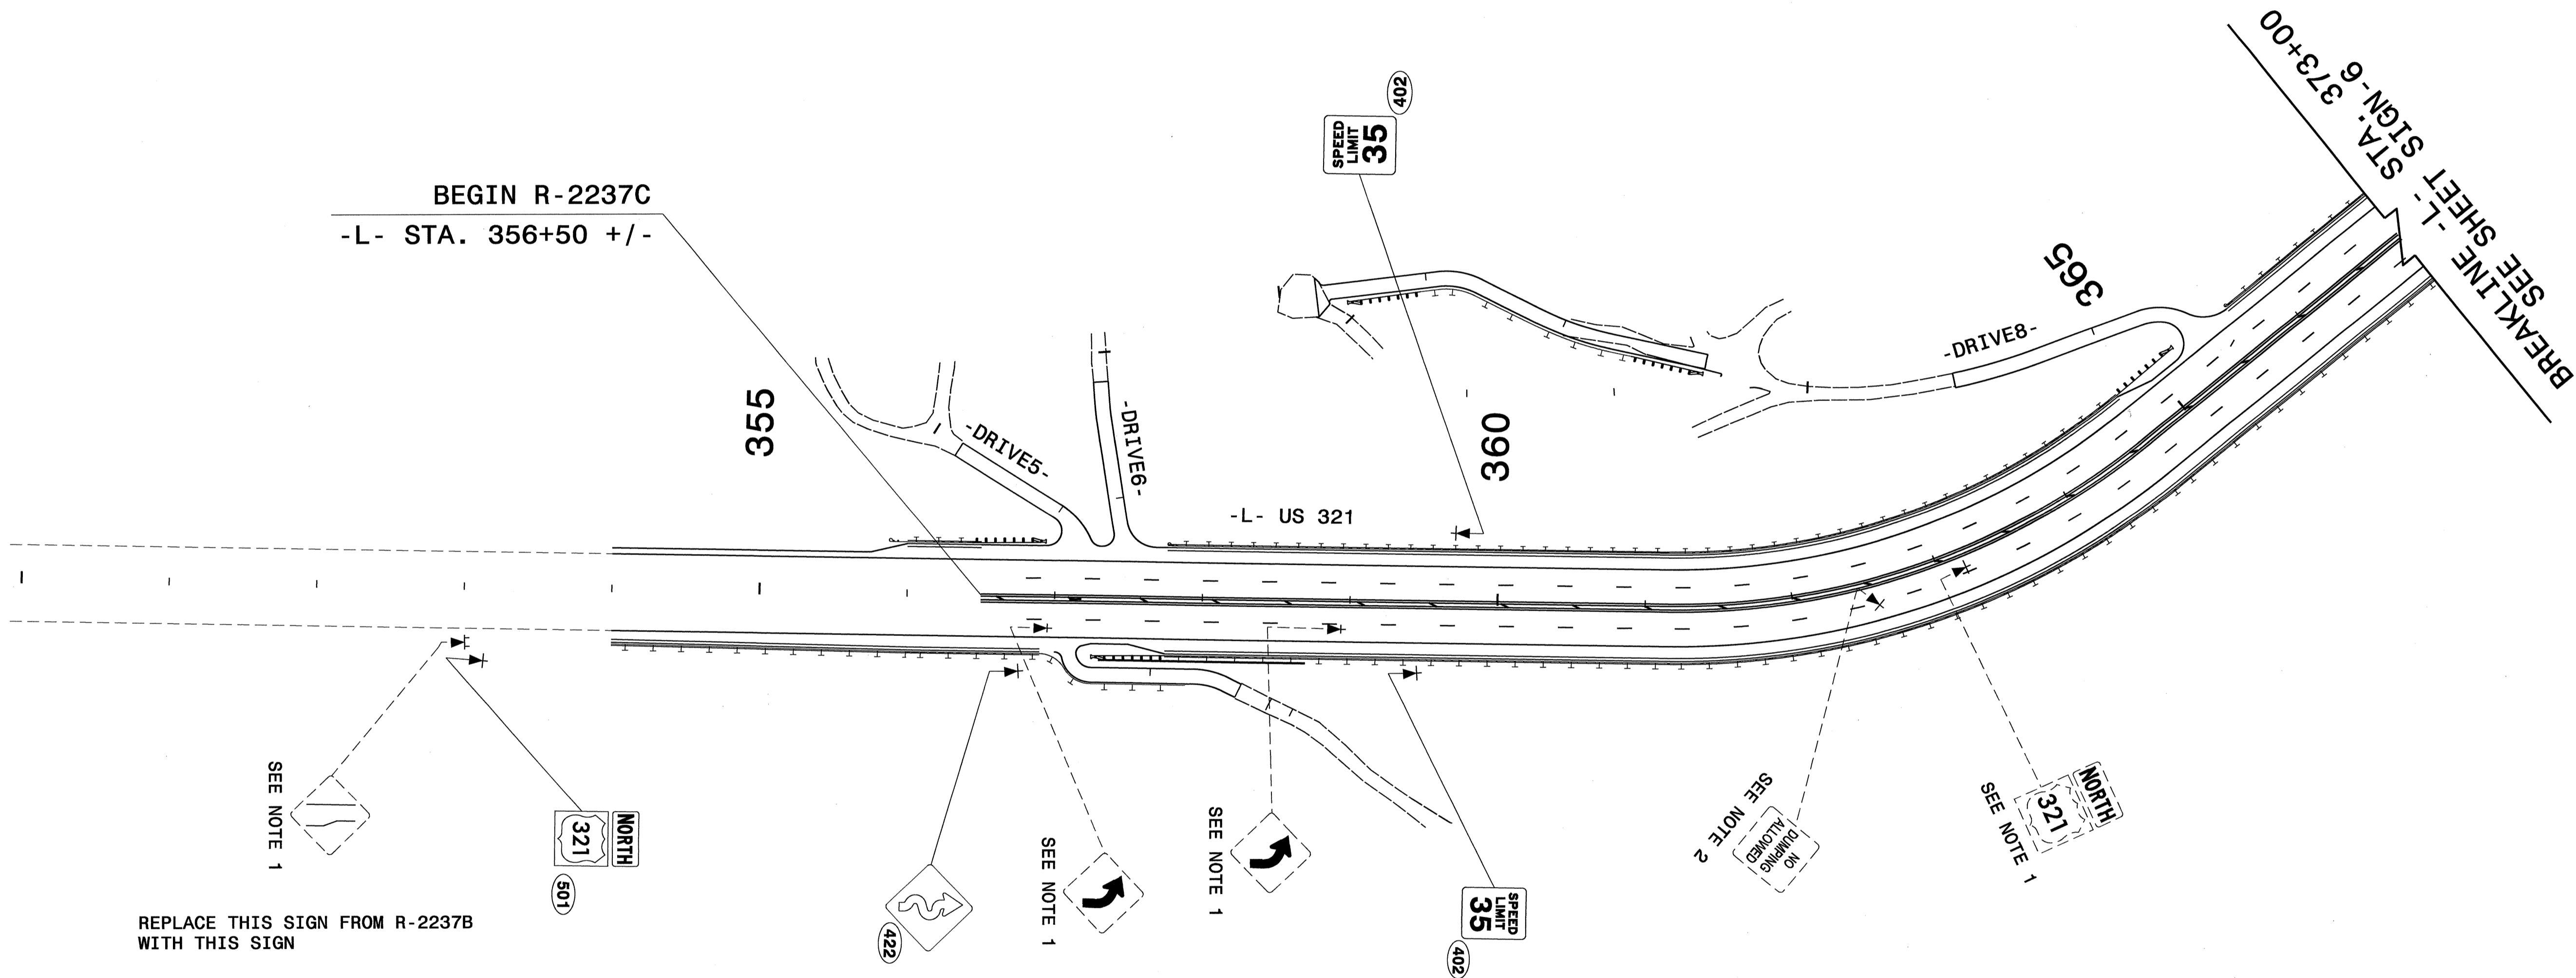 BREAKLINE -L- STA. 373+00
SEE SHEET SIGN-6
402
SPEED
LIMIT
35
BEGIN R-2237C
-L- STA. 356+50 +/-
365
-DRIVE8-
355
-DRIVE5-
-DRIVE6-
360
-L- US 321
SEE NOTE 1
NORTH
321
501
REPLACE THIS SIGN FROM R-2237B
WITH THIS SIGN
422
SEE NOTE 1
SEE NOTE 1
SPEED
LIMIT
35
402
SEE NOTE 2
NO
DUMPING
ALLOWED
NORTH
321
SEE NOTE 1